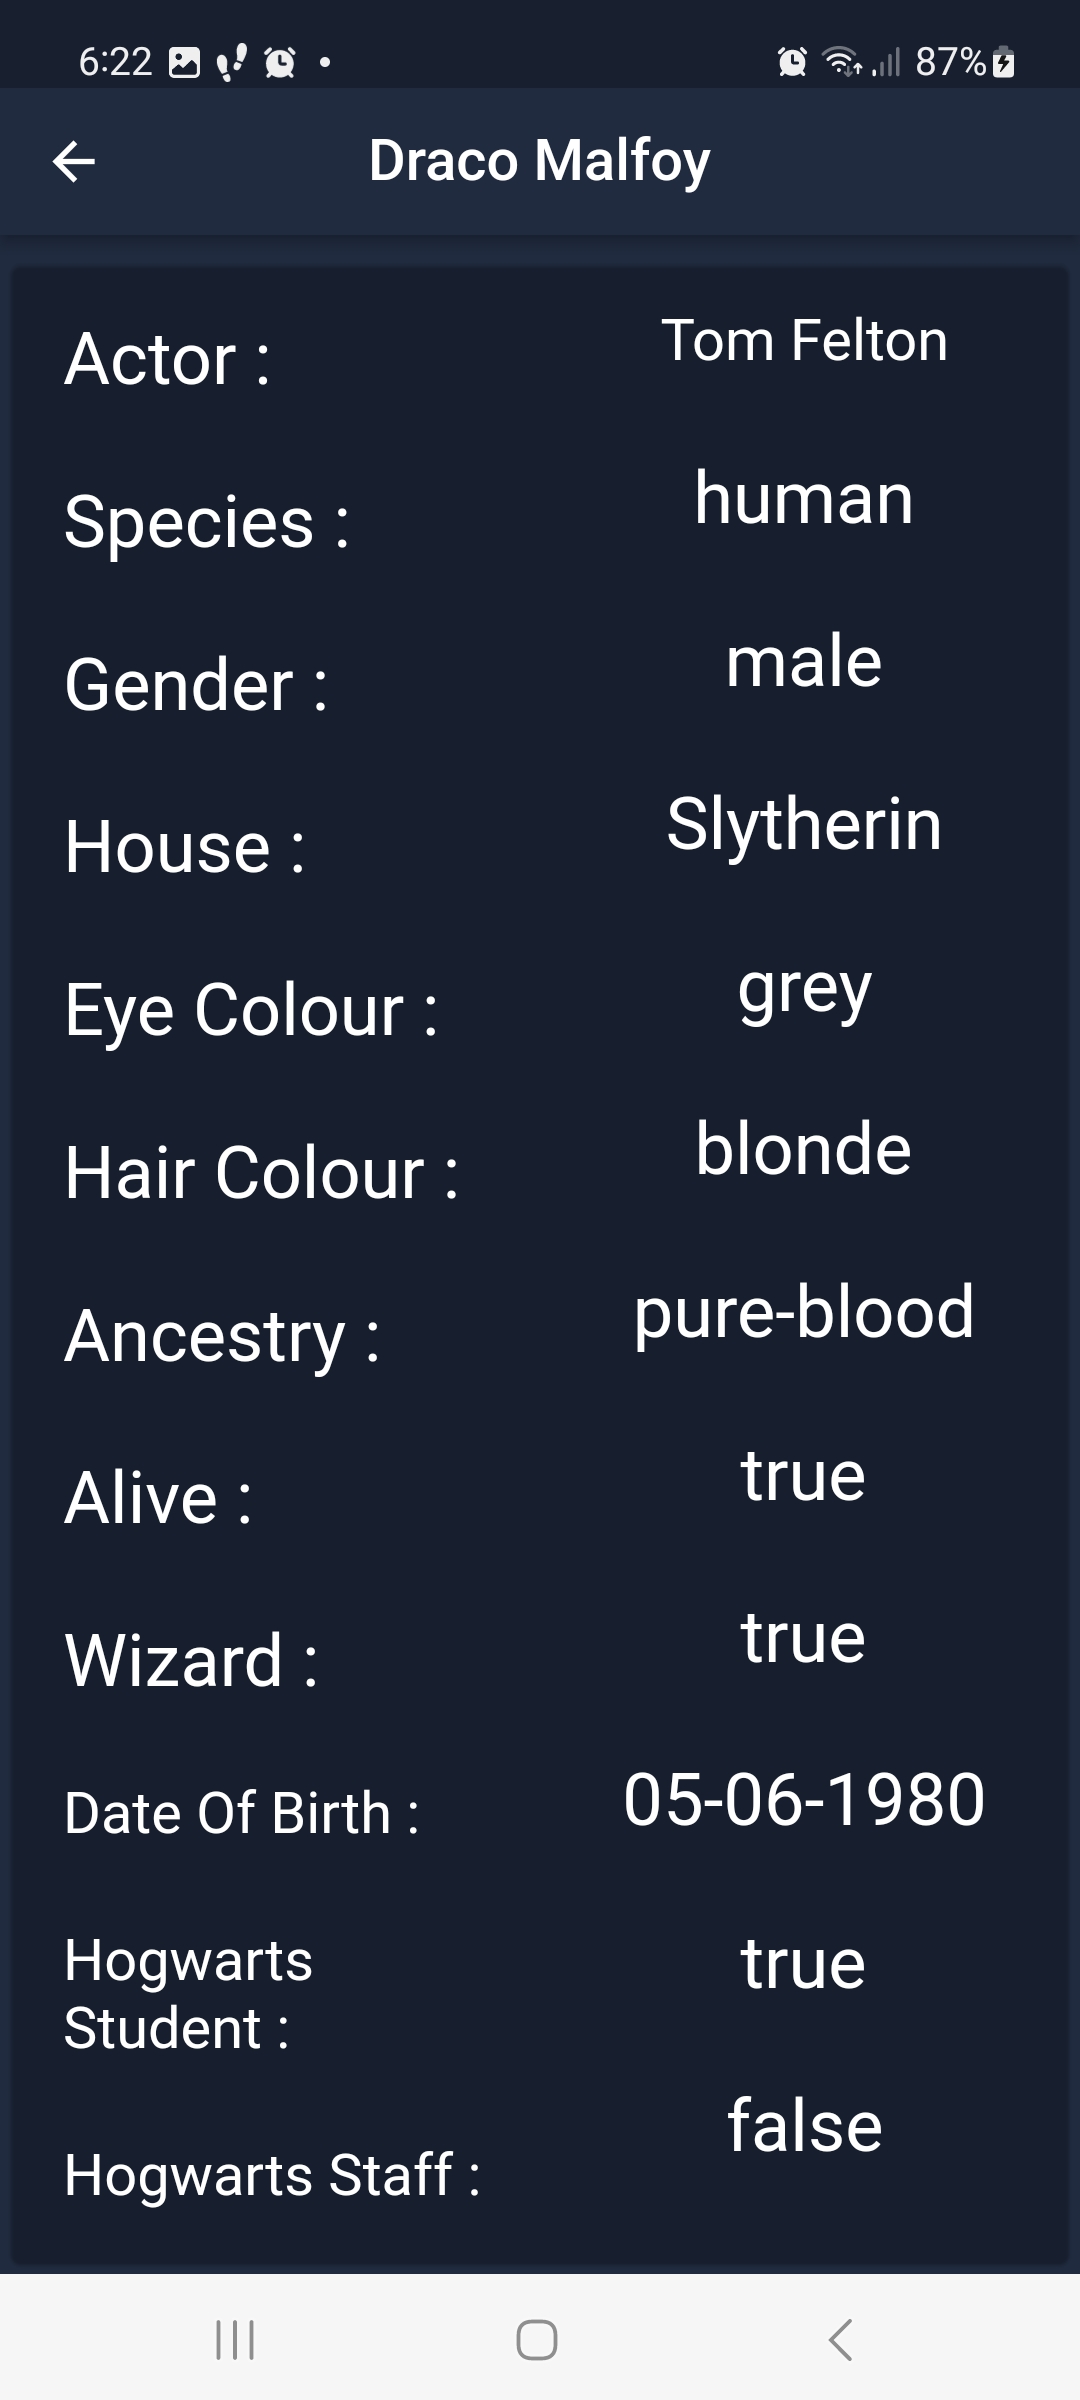 6:22 87%
Draco Malfoy
Actor : Tom Felton
Species : human
Gender : male
House : Slytherin
Eye Colour : grey
Hair Colour : blonde
Ancestry : pure-blood
Alive : true
Wizard : true
Date Of Birth : 05-06-1980
Hogwarts true
Student :
Hogwarts Staff : false